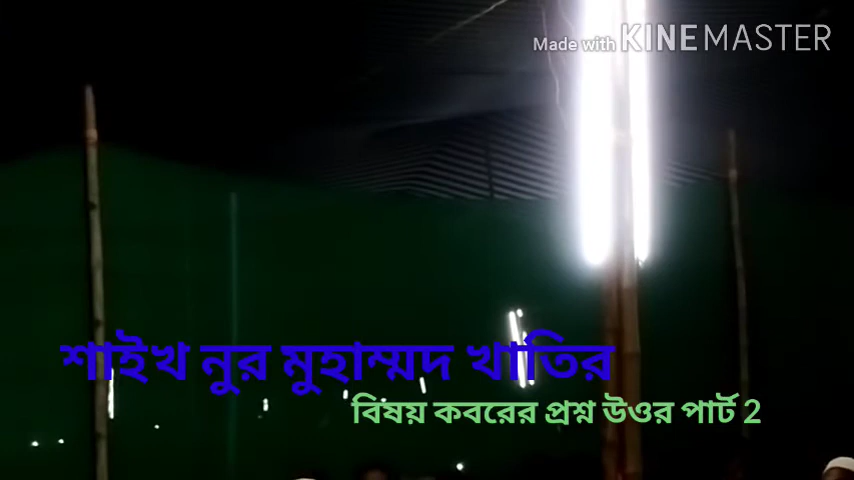 Made with KINEMASTER
শাইখ নুর মুহাম্মদ খাতির
বিষয় কবরের প্রশ্ন উওর পার্ট 2